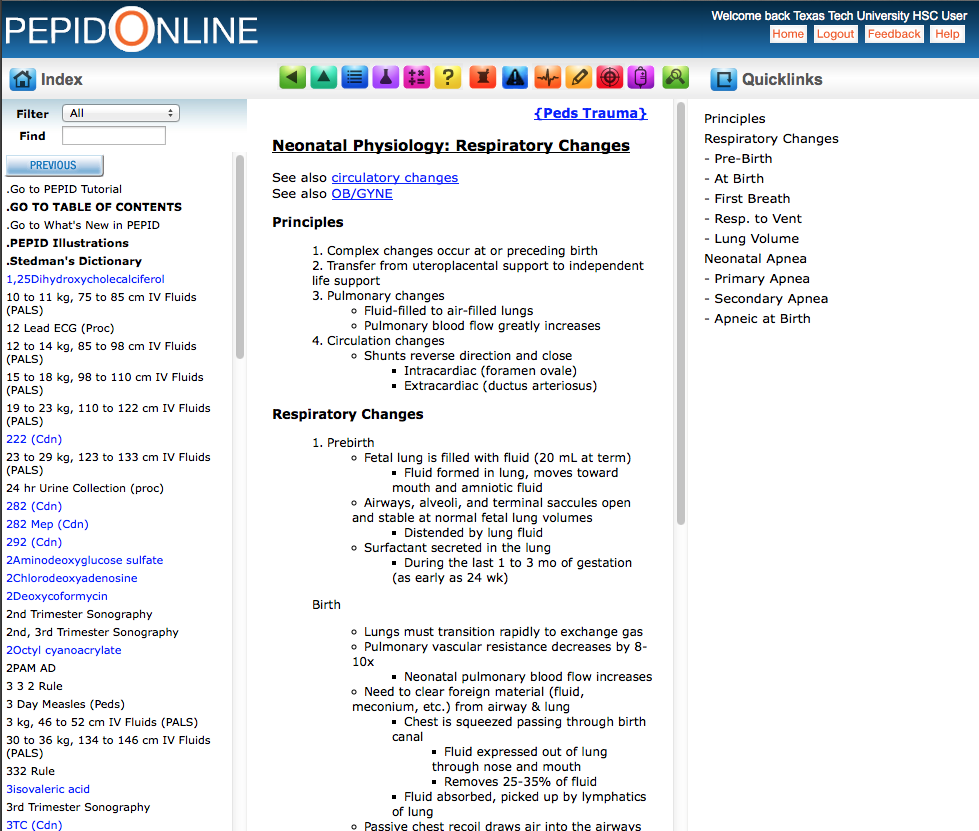 PEPIDONLINE
Welcome back Texas Tech University HSC User
Home Logout Feedback Help
Index
?
Quicklinks
Filter All
Find
PREVIOUS
.Go to PEPID Tutorial
.GO TO TABLE OF CONTENTS
.Go to What's New in PEPID
.PEPID Illustrations
.Stedman's Dictionary
1,25Dihydroxycholecalciferol
10 to 11 kg, 75 to 85 cm IV Fluids
(PALS)
12 Lead ECG (Proc)
12 to 14 kg, 85 to 98 cm IV Fluids
(PALS)
15 to 18 kg, 98 to 110 cm IV Fluids
(PALS)
19 to 23 kg, 110 to 122 cm IV Fluids
(PALS)
222 (Cdn)
23 to 29 kg, 123 to 133 cm IV Fluids
(PALS)
24 hr Urine Collection (proc)
282 (Cdn)
282 Mep (Cdn)
292 (Cdn)
2Aminodeoxyglucose sulfate
2Chlorodeoxyadenosine
2Deoxycoformycin
2nd Trimester Sonography
2nd, 3rd Trimester Sonography
2Octyl cyanoacrylate
2PAM AD
3 3 2 Rule
3 Day Measles (Peds)
3 kg, 46 to 52 cm IV Fluids (PALS)
30 to 36 kg, 134 to 146 cm IV Fluids
(PALS)
332 Rule
3isovaleric acid
3rd Trimester Sonography
3TC (Cdn)
{Peds Trauma}
Neonatal Physiology: Respiratory Changes
See also circulatory changes
See also OB/GYNE
Principles
1. Complex changes occur at or preceding birth
2. Transfer from uteroplacental support to independent
life support
3. Pulmonary changes
Fluid-filled to air-filled lungs
Pulmonary blood flow greatly increases
4. Circulation changes
Shunts reverse direction and close
Intracardiac (foramen ovale)
Extracardiac (ductus arteriosus)
Respiratory Changes
1. Prebirth
Fetal lung is filled with fluid (20 mL at term)
Fluid formed in lung, moves toward
mouth and amniotic fluid
Airways, alveoli, and terminal saccules open
and stable at normal fetal lung volumes
Distended by lung fluid
Surfactant secreted in the lung
During the last 1 to 3 mo of gestation
(as early as 24 wk)
Birth
Lungs must transition rapidly to exchange gas
Pulmonary vascular resistance decreases by 8-
10x
Neonatal pulmonary blood flow increases
Need to clear foreign material (fluid,
meconium, etc.) from airway & lung
Chest is squeezed passing through birth
canal
Fluid expressed out of lung
through nose and mouth
Removes 25-35% of fluid
Fluid absorbed, picked up by lymphatics
of lung
Passive chest recoil draws air into the airways
Principles
Respiratory Changes
- Pre-Birth
- At Birth
- First Breath
- Resp. to Vent
- Lung Volume
Neonatal Apnea
- Primary Apnea
- Secondary Apnea
- Apneic at Birth